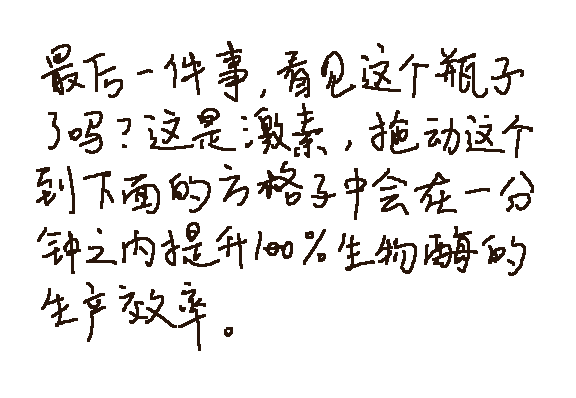 最后一件事,看见这个瓶子
了吗?这是激素,拖动这个
到下面的方格子中会在一分
钟之内提升100%生物酶的
生产效率。